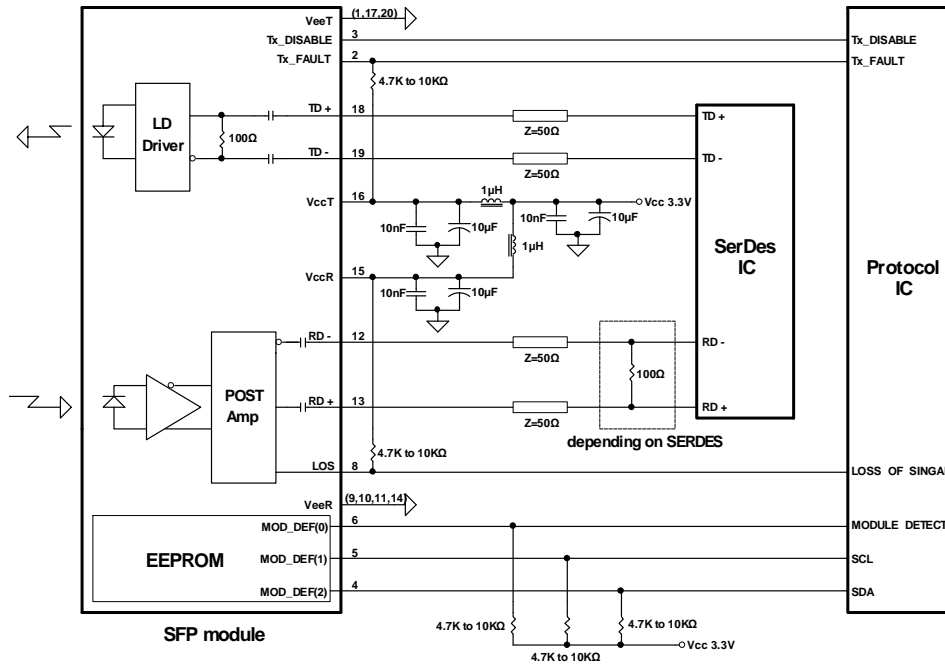 VeeT (1,17,20)
Tx_DISABLE 3 Tx_DISABLE
Tx_FAULT 2 Tx_FAULT
4.7K to 10KΩ
LD
Driver
100Ω
TD + 18 TD +
Z=50Ω
TD - 19 TD -
Z=50Ω
VccT 16
1µH
Vcc 3.3V
10nF 10µF 10nF 10µF
1µH
SerDes
IC
Protocol
IC
VccR 15
10nF 10µF
RD - 12 RD -
Z=50Ω
100Ω
POST
Amp
RD + 13 RD +
Z=50Ω
depending on SERDES
4.7K to 10KΩ
LOS 8 LOSS OF SINGAL
VeeR (9,10,11,14)
MOD_DEF(0) 6 MODULE DETECT
EEPROM
MOD_DEF(1) 5 SCL
MOD_DEF(2) 4 SDA
4.7K to 10KΩ 4.7K to 10KΩ
SFP module
Vcc 3.3V
4.7K to 10KΩ